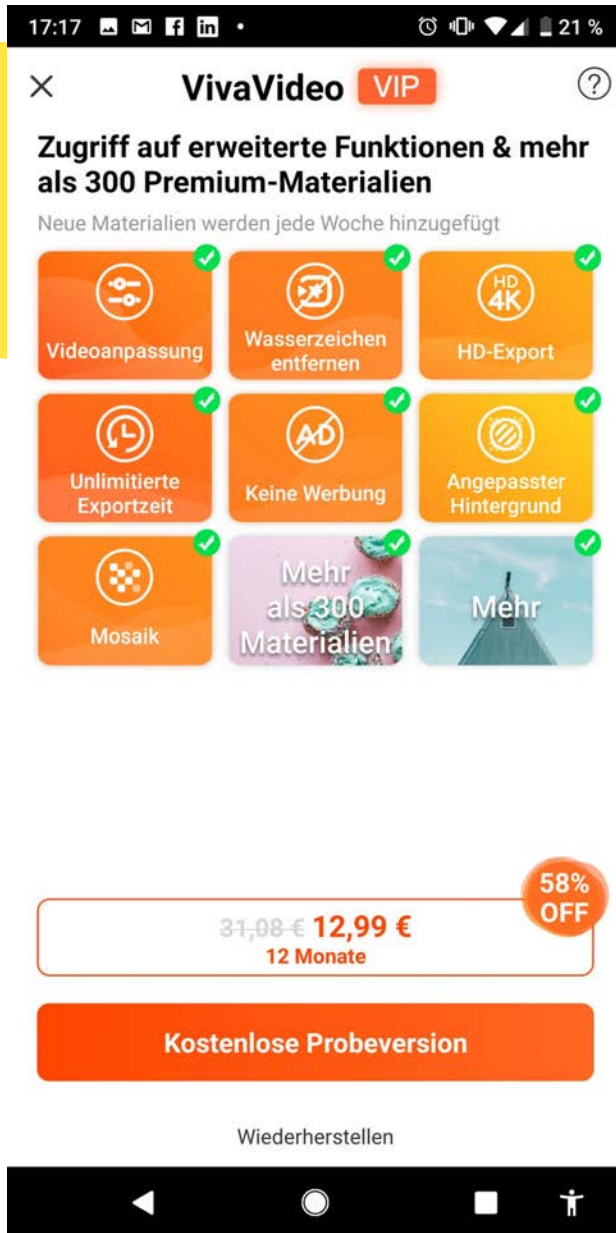 17:17 21 %
VivaVideo VIP
Zugriff auf erweiterte Funktionen & mehr
als 300 Premium-Materialien
Neue Materialien werden jede Woche hinzugefügt
Videoanpassung
Wasserzeichen
entfernen
HD
4K
HD-Export
Unlimitierte
Exportzeit
AD
Keine Werbung
Angepasster
Hintergrund
Mosaik
Mehr
als 300
Materialien
Mehr
58%
OFF
31,08 € 12,99 €
12 Monate
Kostenlose Probeversion
Wiederherstellen